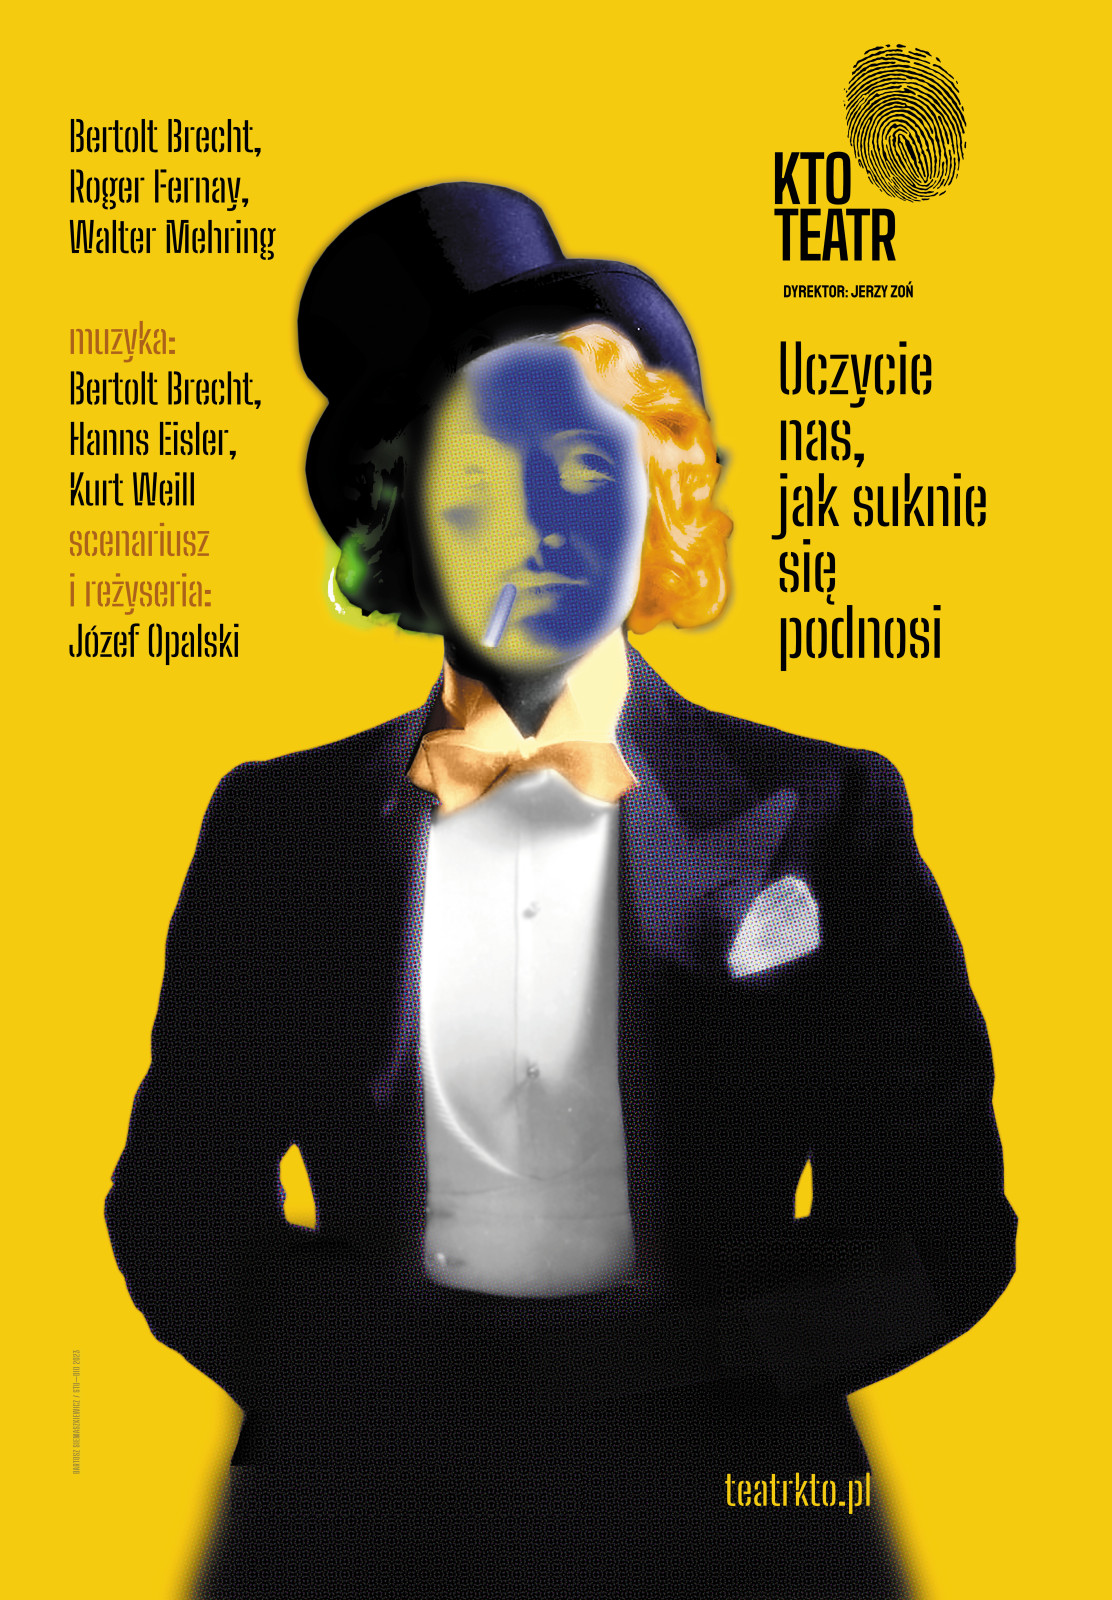 Bertolt Brecht,
Roger Fernay,
Walter Mehring
muzyka:
Bertolt Brecht,
Hanns Eisler,
Kurt Weill
scenariusz
i reżyseria:
Józef Opalski
KTO
TEATR
DYREKTOR: JERZY ZOŃ
Uczycie
nas,
jak suknie
się
podnosi
teatrkto.pl